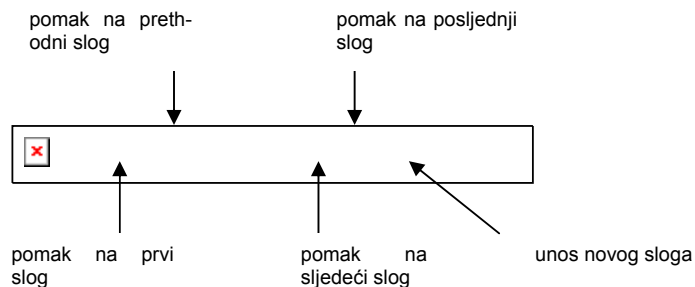 pomak na preth-
odni slog
pomak na posljednji
slog
pomak na prvi
slog
pomak na
sljedeći slog
unos novog sloga